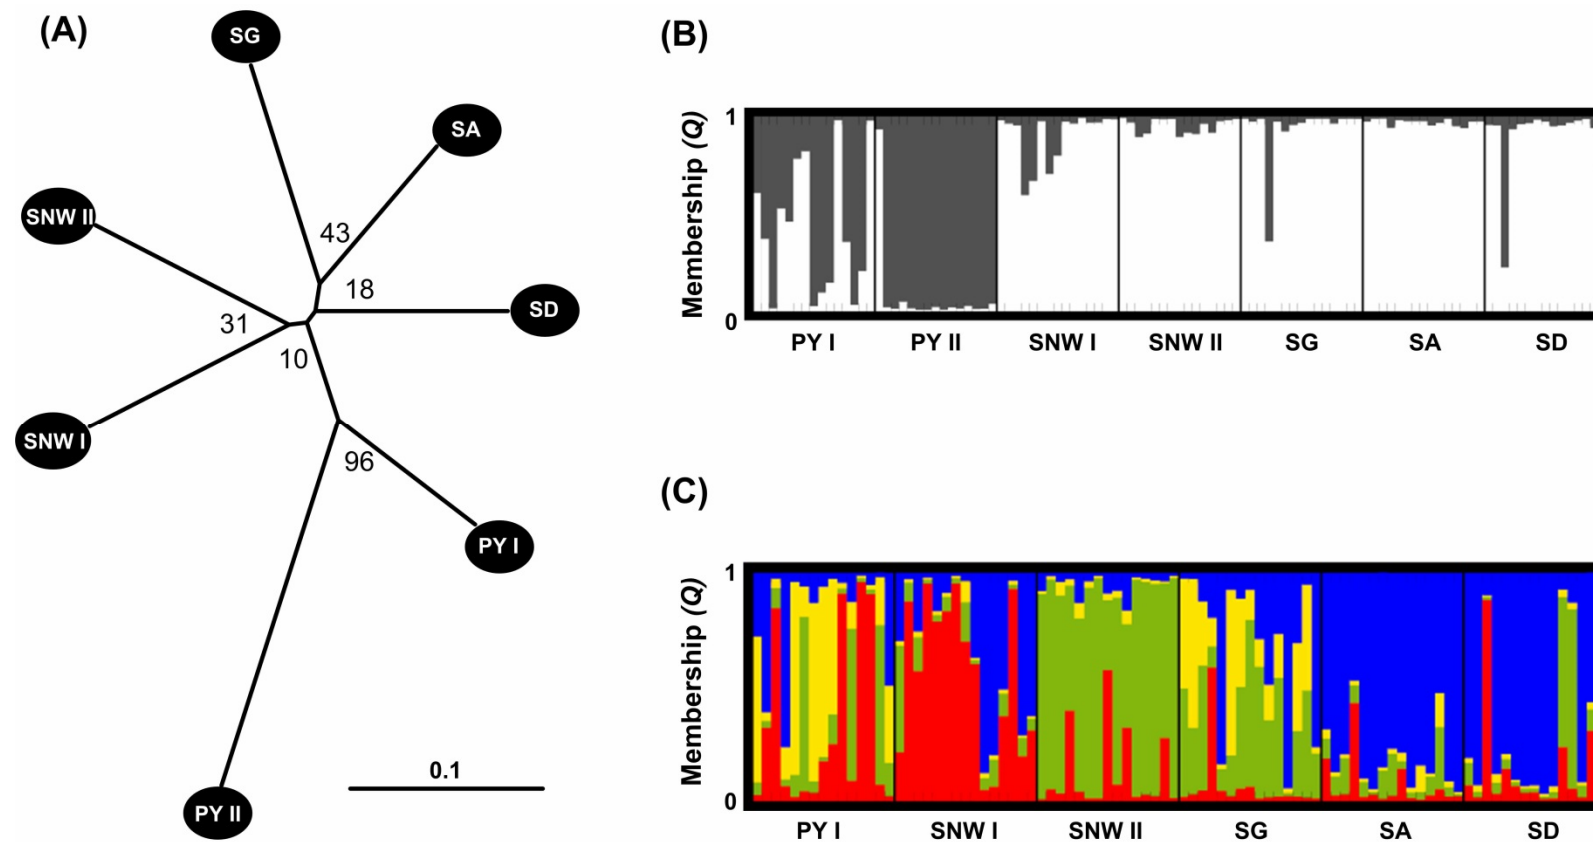 (A)
SG
SA
SNW II
43
18
SD
31
10
SNW I
96
PY I
0.1
PY II
(B)
Membership (Q)
1
0
PY I PY II SNW I SNW II SG SA SD
(C)
Membership (Q)
1
0
PY I SNW I SNW II SG SA SD